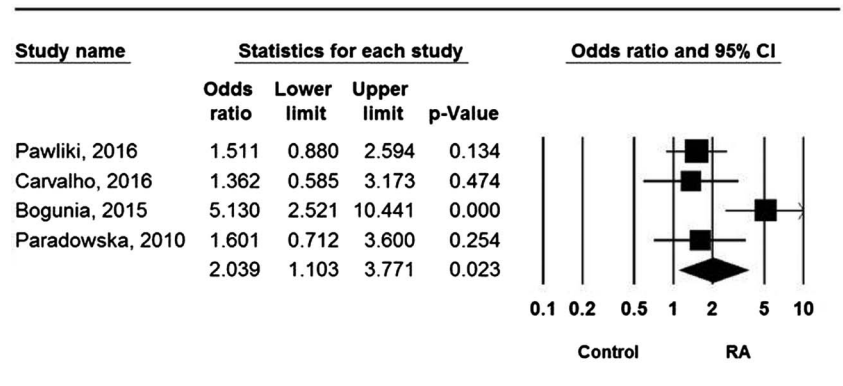 Study name Statistics for each study Odds ratio and 95% CI
Odds Lower Upper
ratio limit limit p-Value
Pawliki, 2016 1.511 0.880 2.594 0.134
Carvalho, 2016 1.362 0.585 3.173 0.474
Bogunia, 2015 5.130 2.521 10.441 0.000
Paradowska, 2010 1.601 0.712 3.600 0.254
2.039 1.103 3.771 0.023
0.1 0.2 0.5 1 2 5 10
Control RA